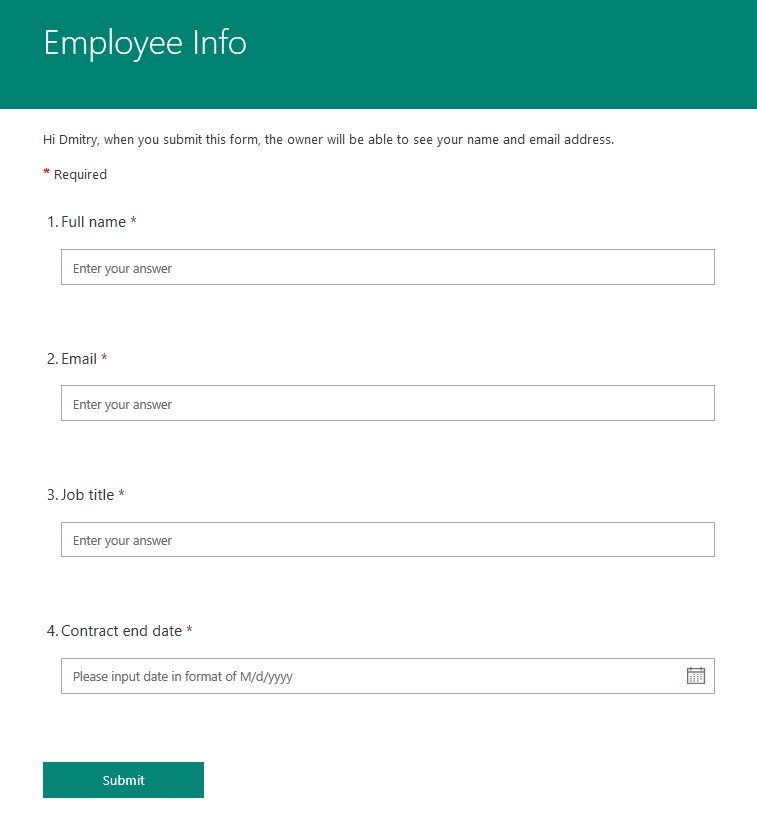 Employee Info
Hi Dmitry, when you submit this form, the owner will be able to see your name and email address.
* Required
1. Full name *
Enter your answer
2. Email *
Enter your answer
3. Job title *
Enter your answer
4. Contract end date *
Please input date in format of M/d/yyyy
Submit